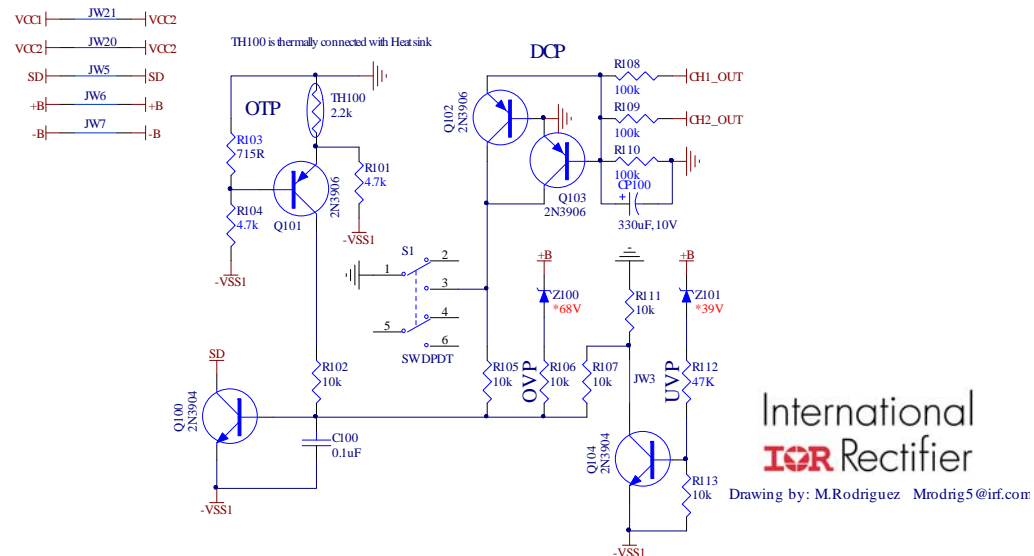 VCC1 JW21 VCC2
VCC2 JW20 VCC2
SD JW5 SD
+B JW6 +B
-B JW7 -B
TH100 is thermally connected with Heatsink
OTP
TH100
2.2k
R103
715R
R104
4.7k
-VSS1
Q101
2N3906
R101
4.7k
-VSS1
DCP
Q102
2N3906
Q103
2N3906
R108
100k
CH1_OUT
R109
100k
CH2_OUT
R110
100k
CP100
+
330uF,10V
S1
1
2
3
4
5
6
SWDPDT
+B
Z100
*68V
R111
10k
+B
Z101
*39V
SD
Q100
2N3904
R102
10k
C100
0.1uF
-VSS1
R105
10k
OVP
R106
10k
R107
10k
JW3
UVP
R112
47K
Q104
2N3904
R113
10k
-VSS1
International
IOR Rectifier
Drawing by: M.Rodriguez Mrodrig5@irf.com